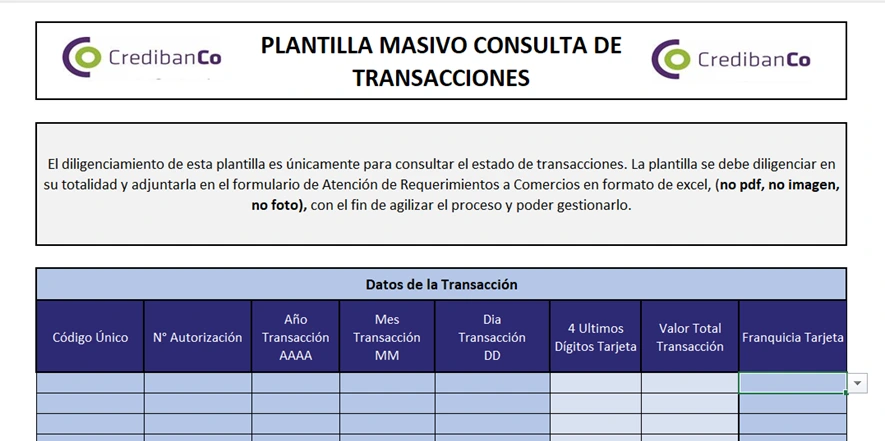 CredibanCo
PLANTILLA MASIVO CONSULTA DE
TRANSACCIONES
CredibanCo
El diligenciamiento de esta plantilla es únicamente para consultar el estado de transacciones. La plantilla se debe diligenciar en
su totalidad y adjuntarla en el formulario de Atención de Requerimientos a Comercios en formato de excel, (no pdf, no imagen,
no foto), con el fin de agilizar el proceso y poder gestionarlo.
Datos de la Transacción
Código Único
N° Autorización
Año
Transacción
AAAA
Mes
Transacción
MM
Dia
Transacción
DD
4 Ultimos
Dígitos Tarjeta
Valor Total
Transacción
Franquicia Tarjeta